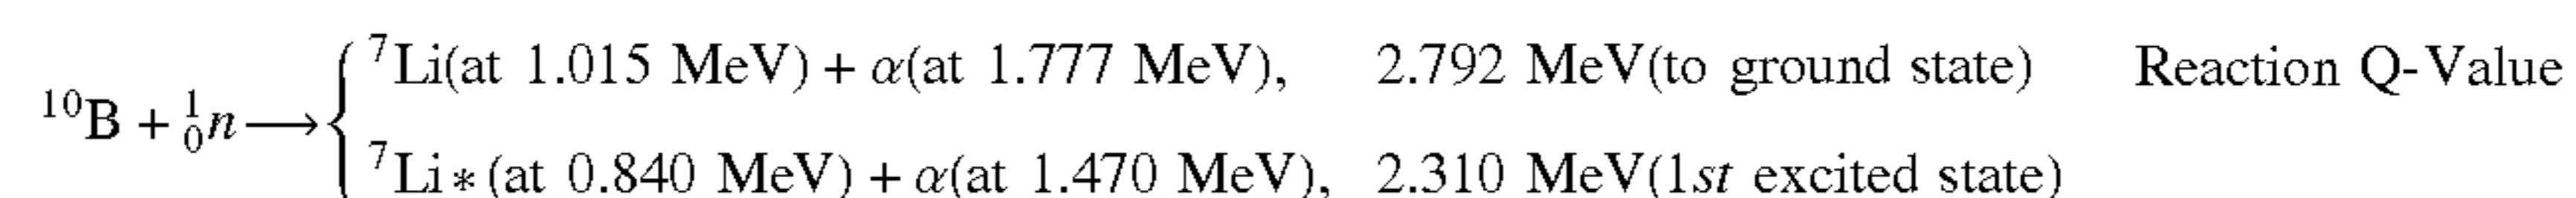 ⁷Li(at 1.015 MeV) + α(at 1.777 MeV), 2.792 MeV(to ground state) Reaction Q-Value
¹⁰B + ¹₀n ⟶ {
⁷Li∗(at 0.840 MeV) + α(at 1.470 MeV), 2.310 MeV(1st excited state)